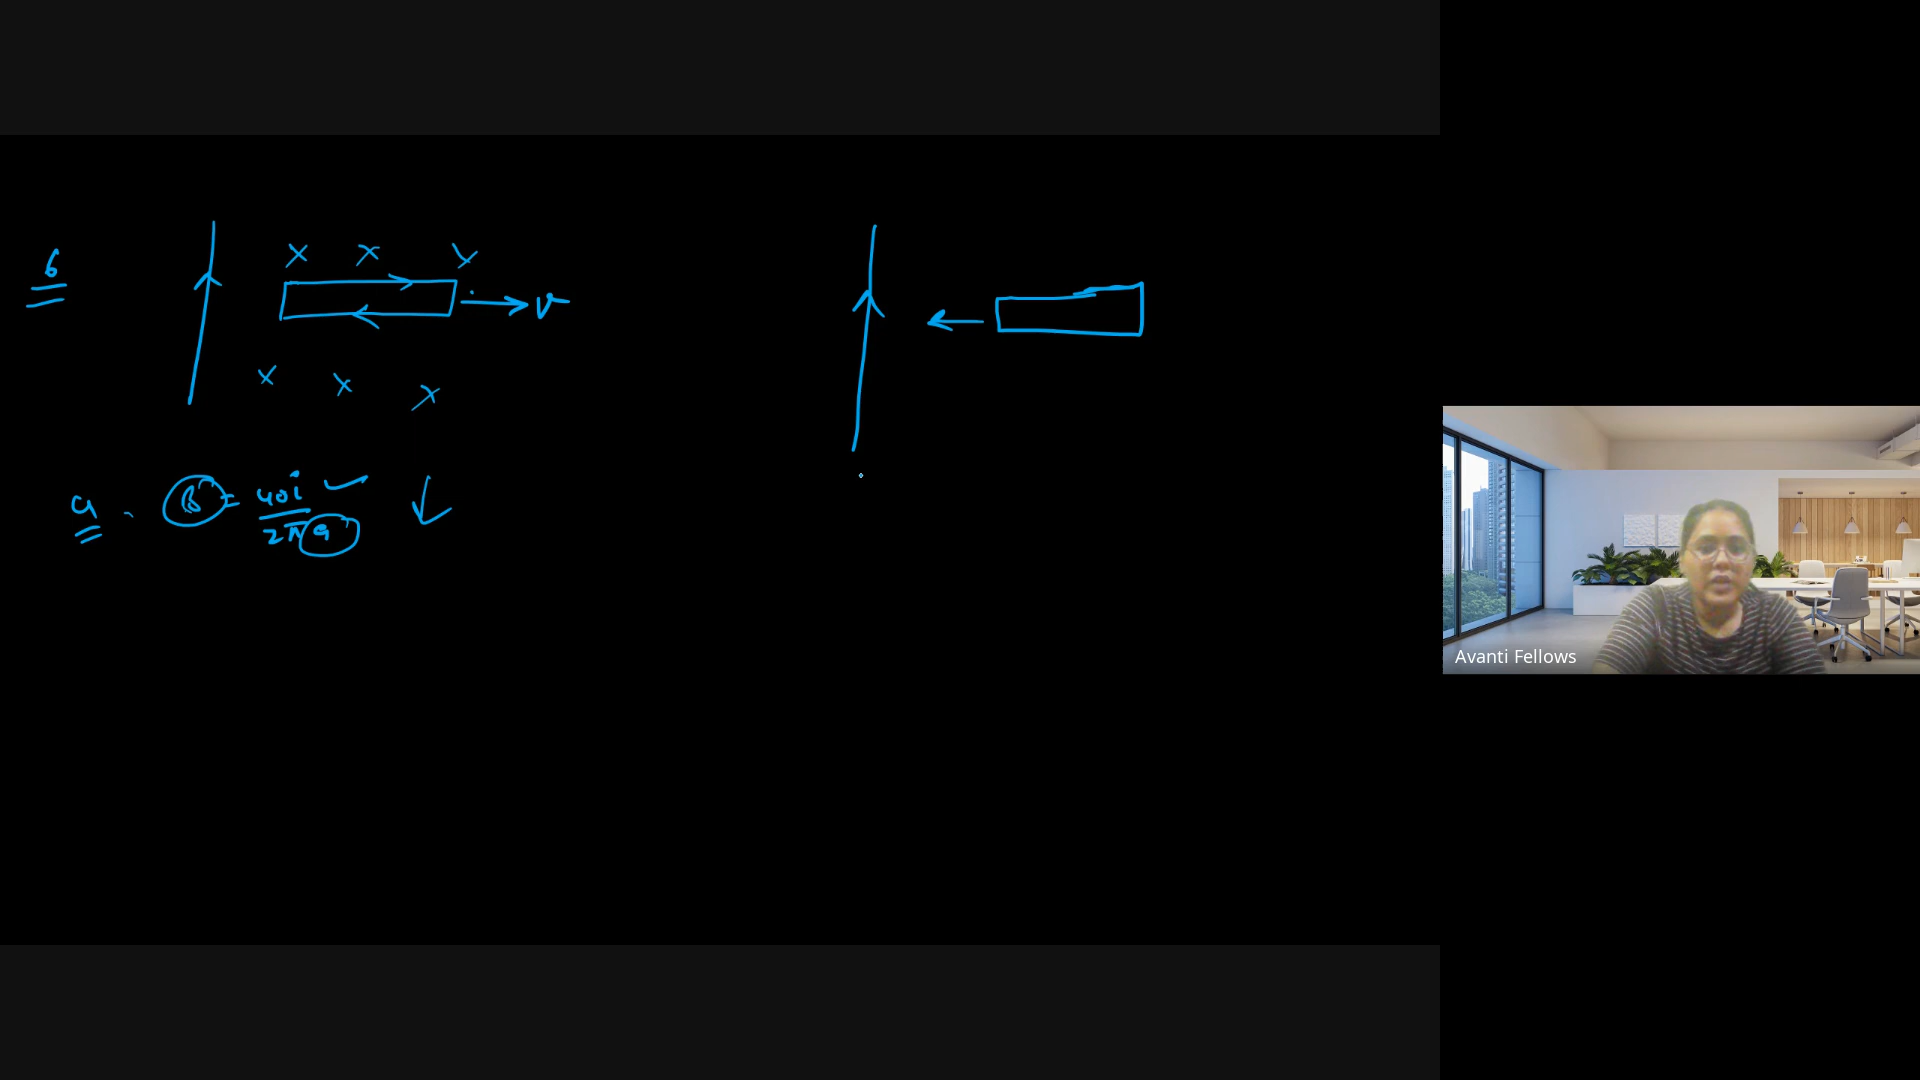 6
x x x
v
x x x
a . B = μ0i / 2πa
Avanti Fellows